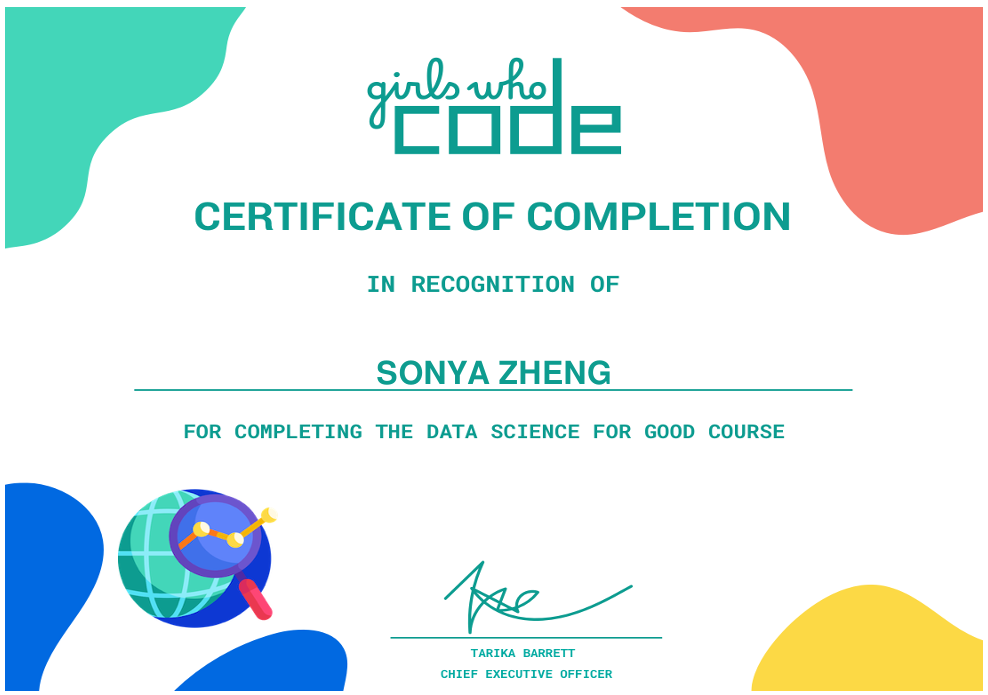 girls who
code
CERTIFICATE OF COMPLETION
IN RECOGNITION OF
SONYA ZHENG
FOR COMPLETING THE DATA SCIENCE FOR GOOD COURSE
TARIKA BARRETT
CHIEF EXECUTIVE OFFICER